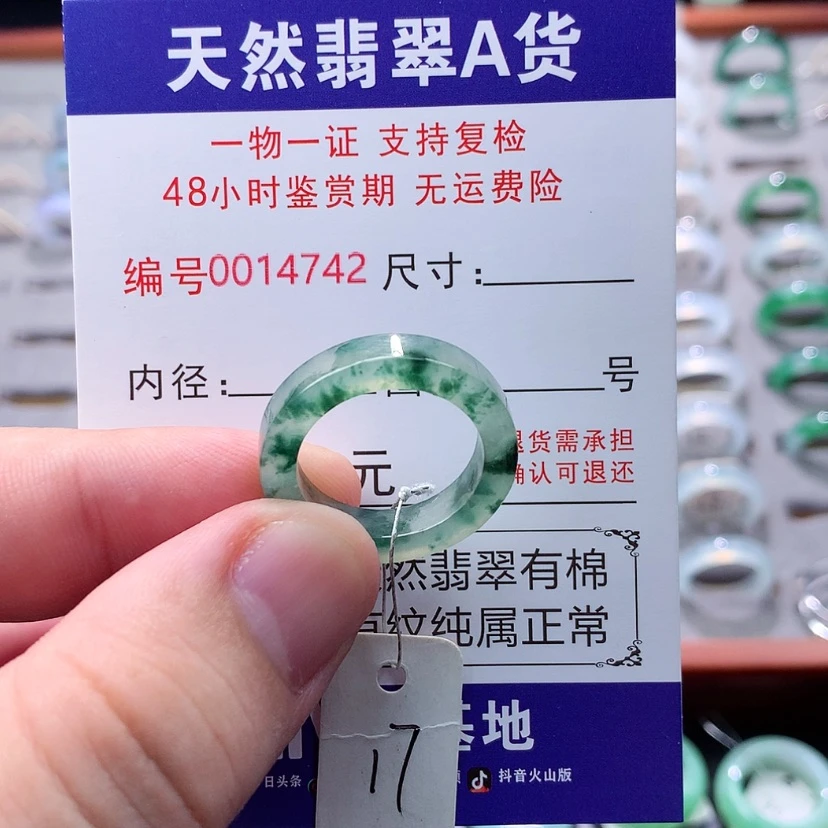 天然翡翠A货
一物一证 支持复检
48小时鉴赏期 无运费险
编号0014742 尺寸:
内径: 号
退货需承担
元 确认可退还
然翡翠有棉
纹纯属正常
基地
日头条 抖音火山版
17